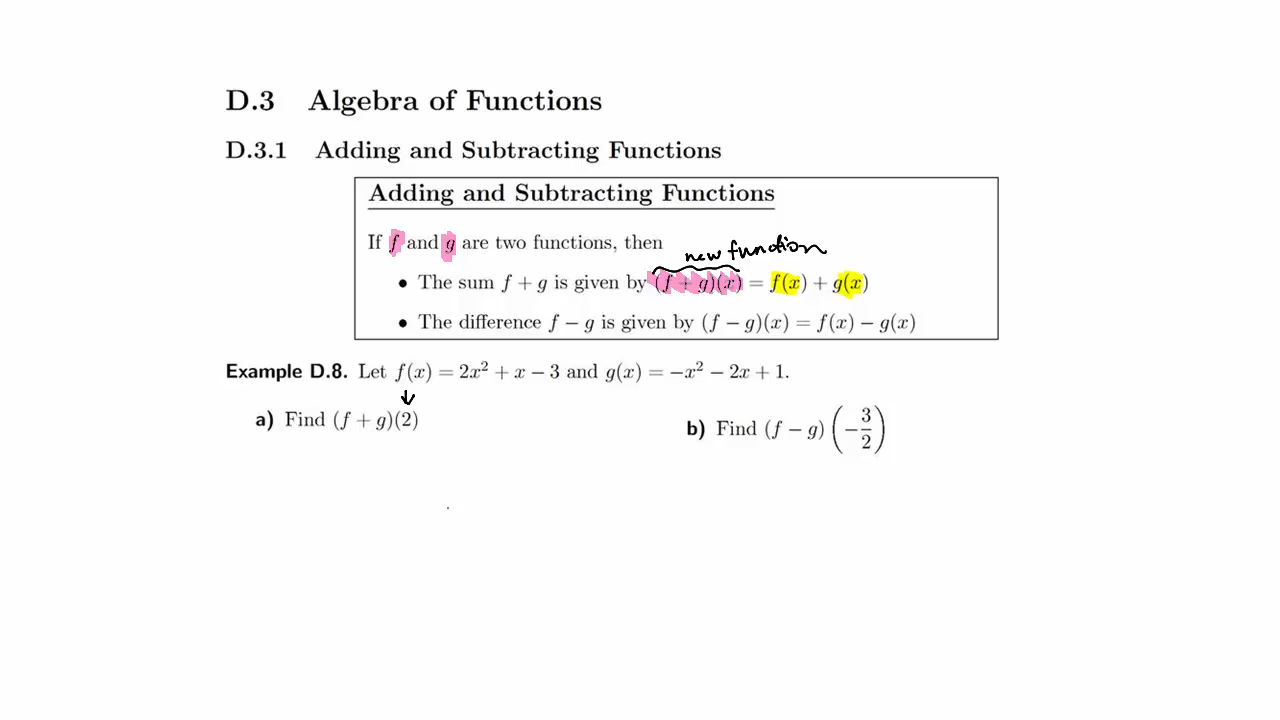 D.3 Algebra of Functions
D.3.1 Adding and Subtracting Functions
Adding and Subtracting Functions
If f and g are two functions, then
new function
• The sum f + g is given by (f + g)(x) = f(x) + g(x)
• The difference f − g is given by (f − g)(x) = f(x) − g(x)
Example D.8. Let f(x) = 2x² + x − 3 and g(x) = −x² − 2x + 1.
↓
a) Find (f + g)(2)
b) Find (f − g)(−3/2)